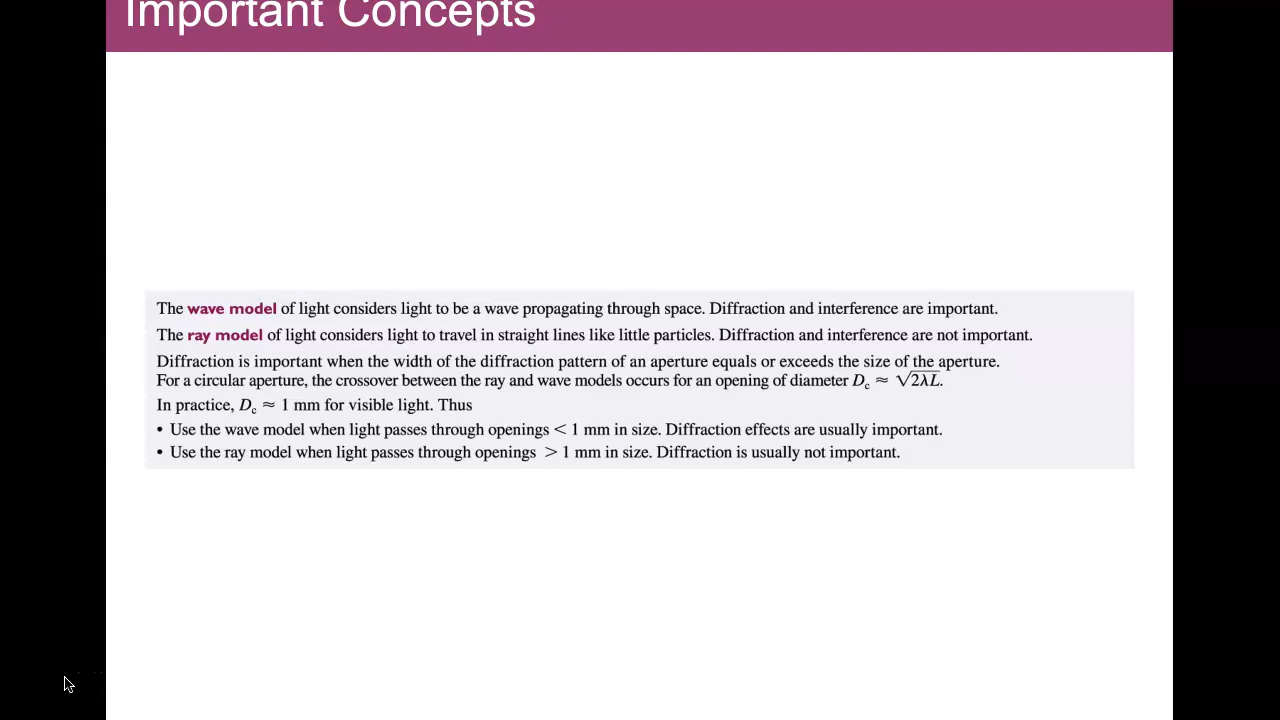 Important Concepts
The wave model of light considers light to be a wave propagating through space. Diffraction and interference are important.
The ray model of light considers light to travel in straight lines like little particles. Diffraction and interference are not important.
Diffraction is important when the width of the diffraction pattern of an aperture equals or exceeds the size of the aperture.
For a circular aperture, the crossover between the ray and wave models occurs for an opening of diameter Dc ≈ √2λL.
In practice, Dc ≈ 1 mm for visible light. Thus
• Use the wave model when light passes through openings < 1 mm in size. Diffraction effects are usually important.
• Use the ray model when light passes through openings > 1 mm in size. Diffraction is usually not important.